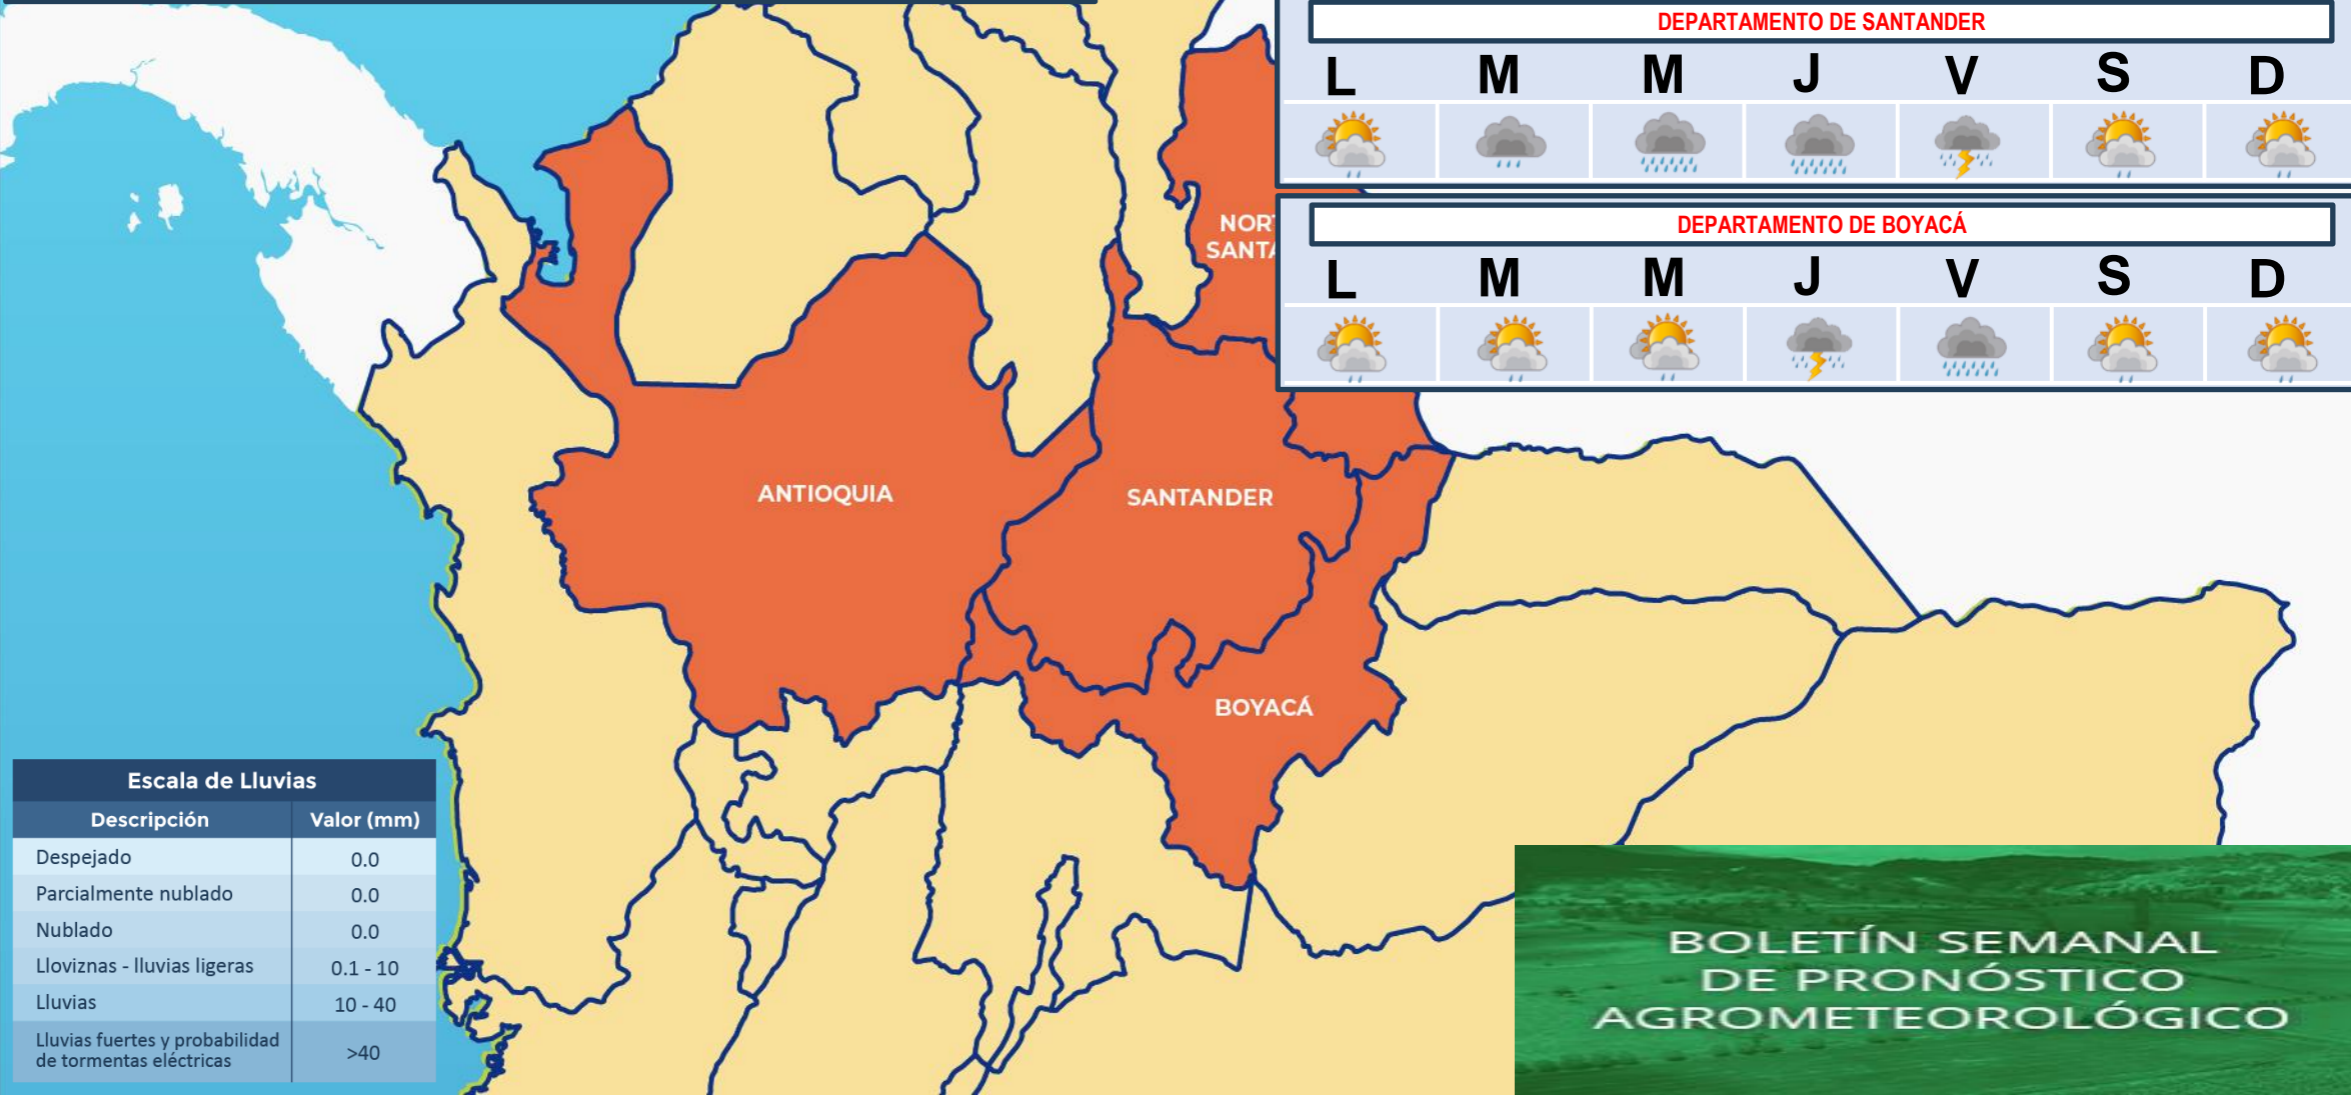 DEPARTAMENTO DE SANTANDER
L M M J V S D
DEPARTAMENTO DE BOYACÁ
L M M J V S D
NOR
SANTA
ANTIOQUIA
SANTANDER
BOYACÁ
Escala de Lluvias
Descripción Valor (mm)
Despejado 0.0
Parcialmente nublado 0.0
Nublado 0.0
Lloviznas - lluvias ligeras 0.1 - 10
Lluvias 10 - 40
Lluvias fuertes y probabilidad
de tormentas eléctricas >40
BOLETÍN SEMANAL
DE PRONÓSTICO
AGROMETEOROLÓGICO